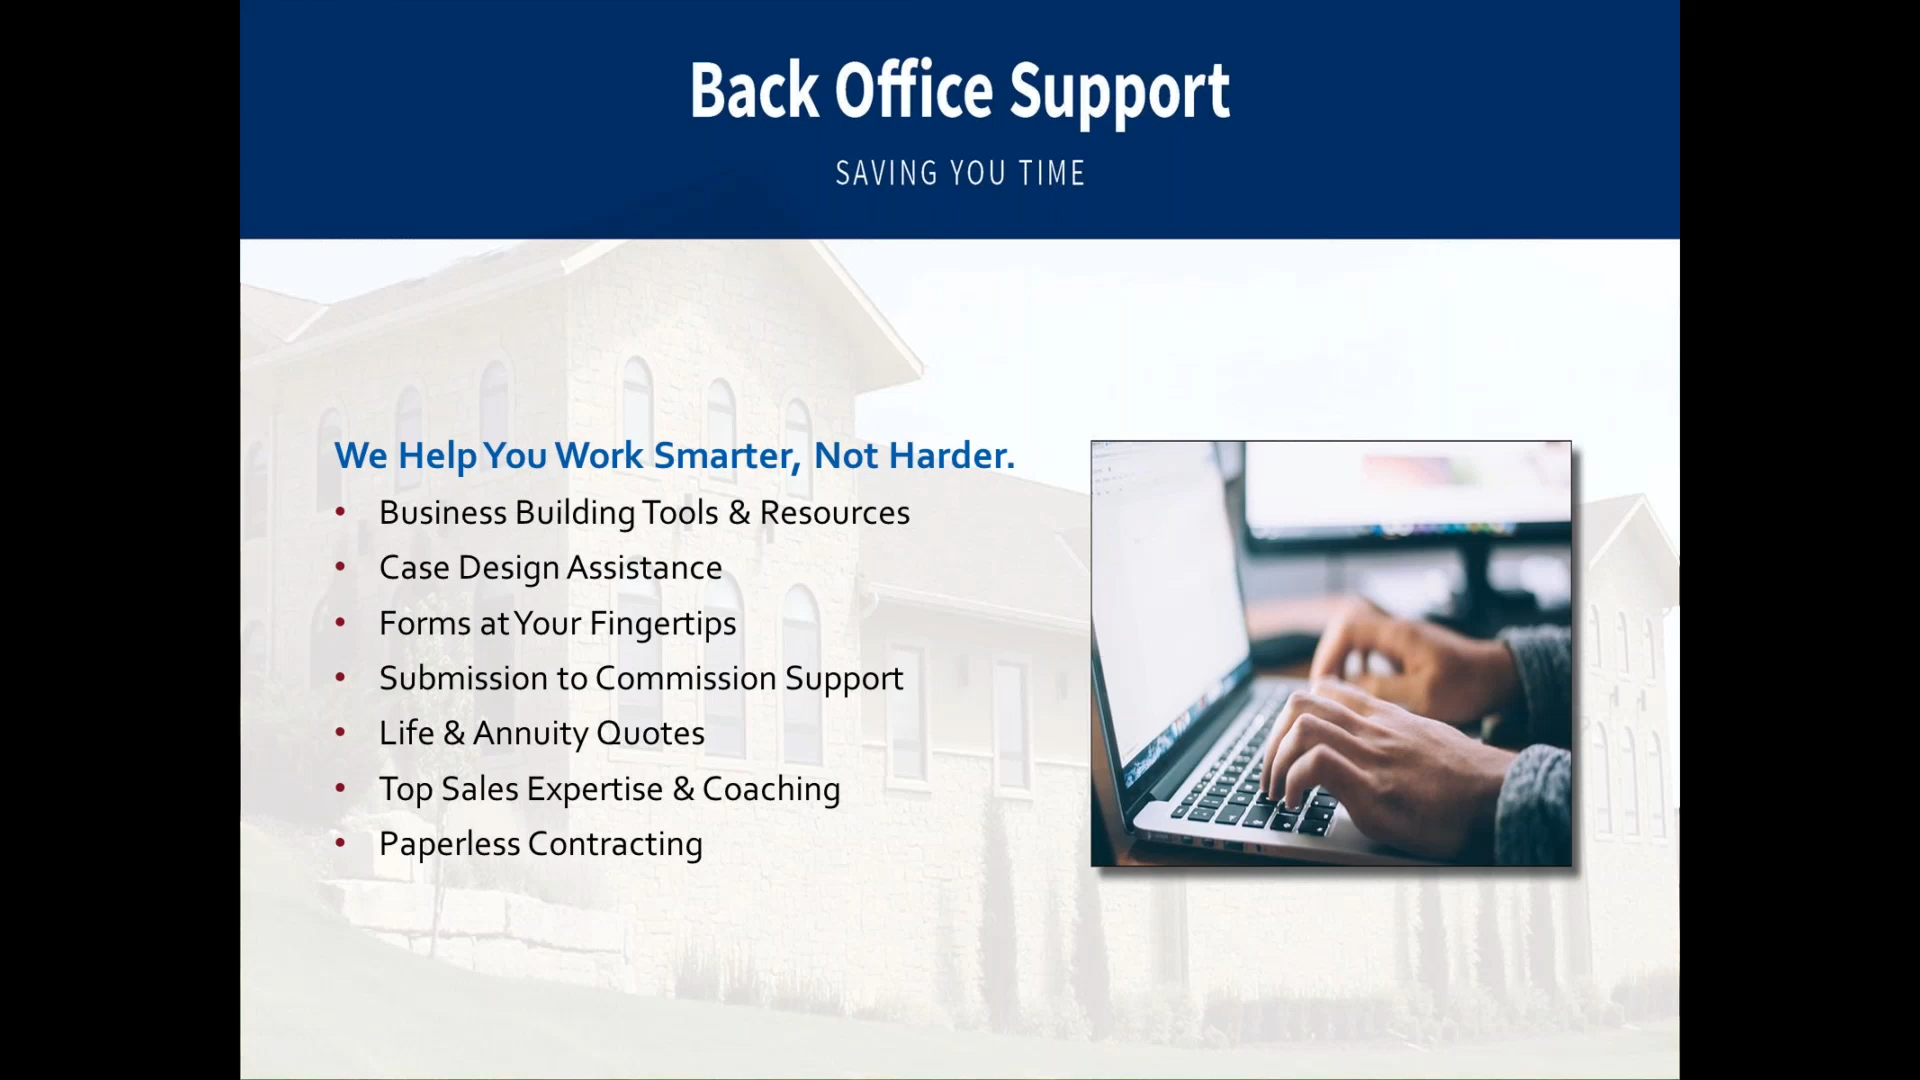 Back Office Support
SAVING YOU TIME
We Help You Work Smarter, Not Harder.
• Business Building Tools & Resources
• Case Design Assistance
• Forms at Your Fingertips
• Submission to Commission Support
• Life & Annuity Quotes
• Top Sales Expertise & Coaching
• Paperless Contracting